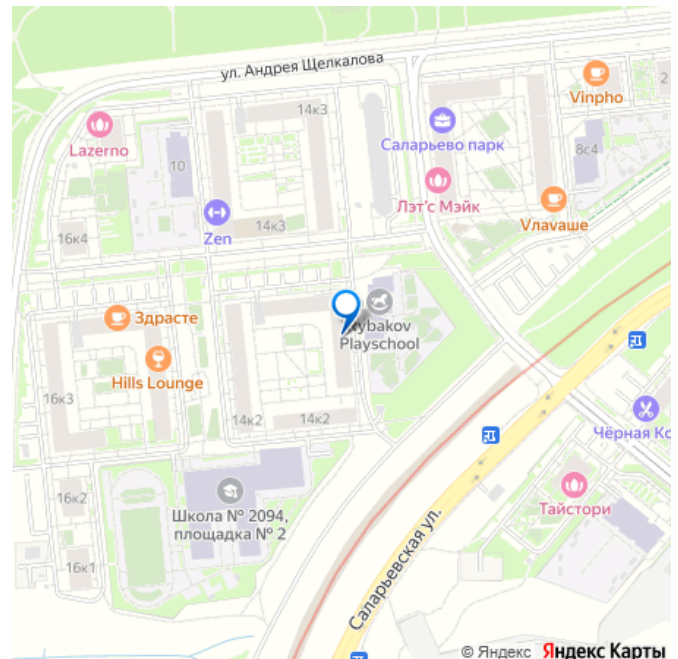 ул. Андрея Щелкалова
Vinpho
2
14к3
Lazerno
Саларьево парк
10
8с4
Лэт'с Мэйк
Zen
14к3
Vлаvаше
16к4
Здрасте
Rybakov
Playschool
Hills Lounge
16к3
14к2
14к2
Чёрная Ко
Школа № 2094,
площадка № 2
16к2
Тайстори
16к1
Саларьевская ул.
© Яндекс Яндекс Карты